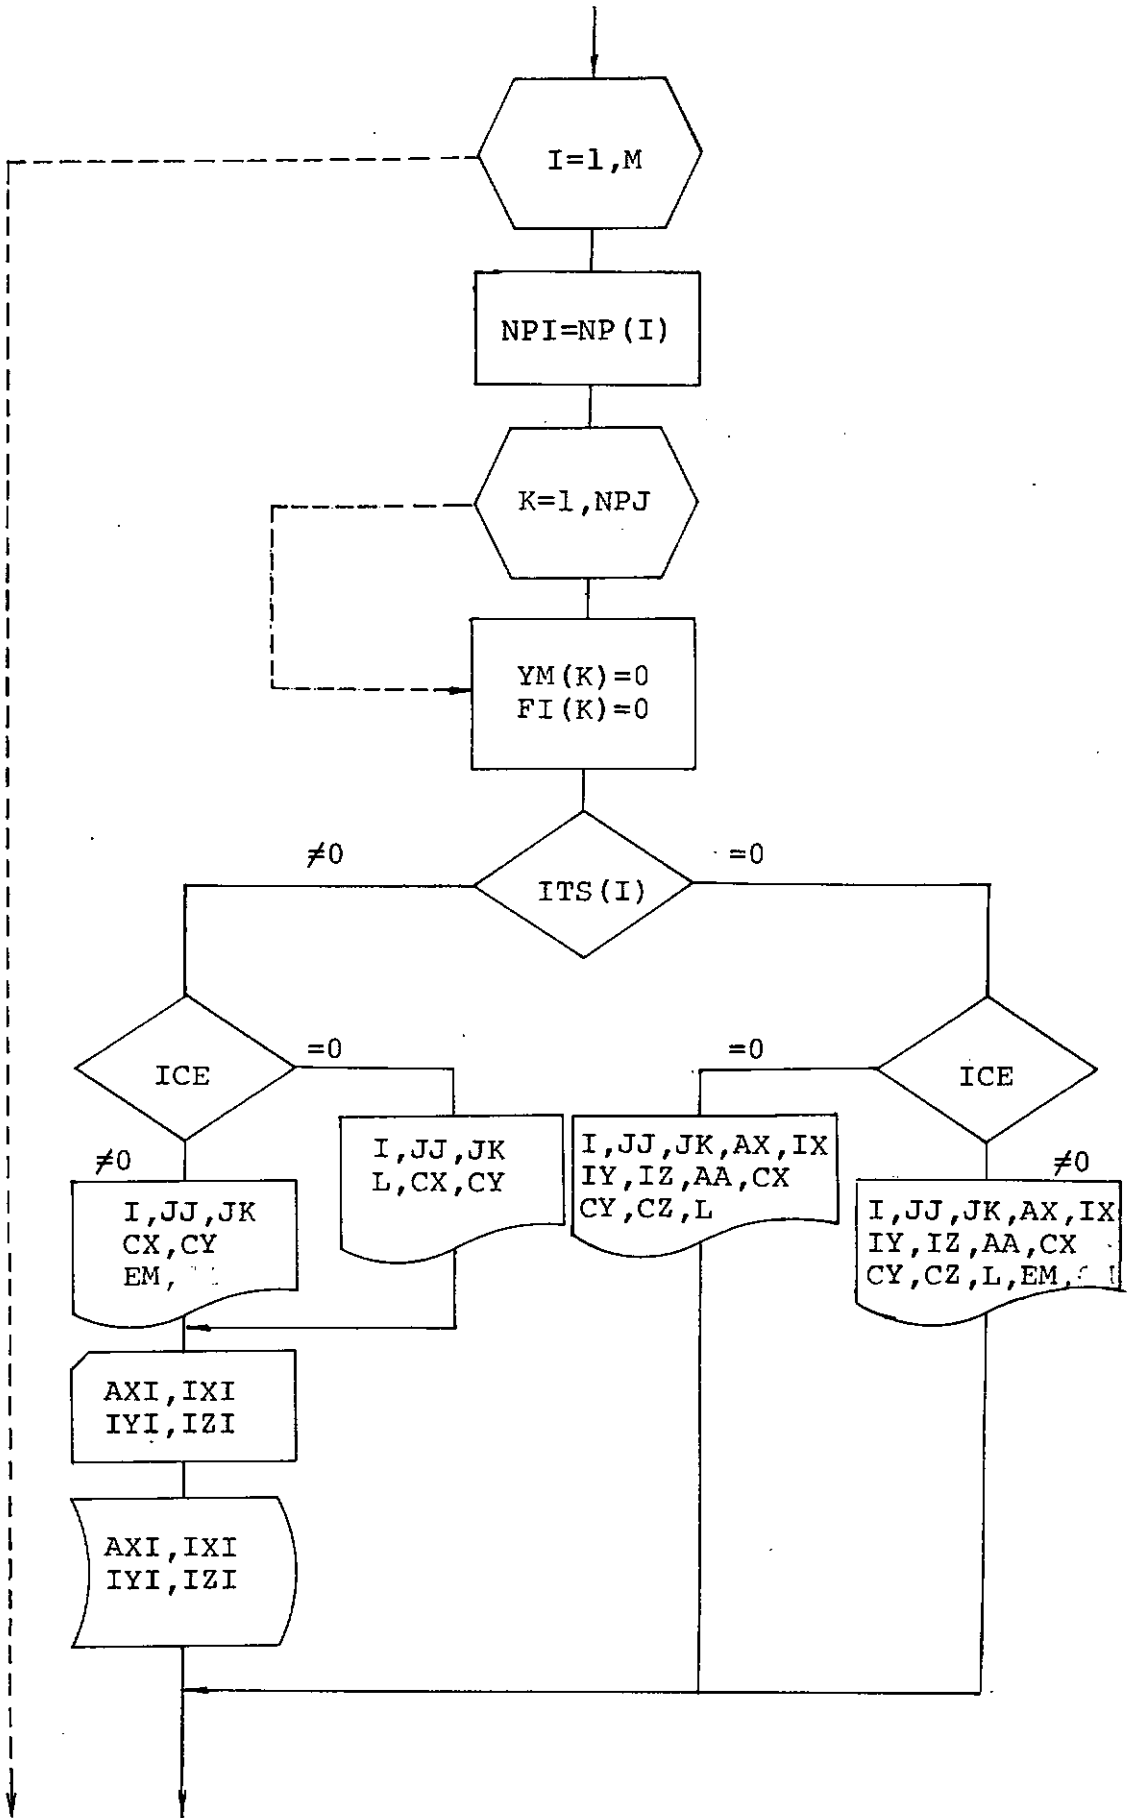 I=1,M
NPI=NP(I)
K=1,NPJ
YM(K)=0
FI(K)=0
≠0
=0
ITS(I)
=0
=0
ICE
ICE
≠0
I,JJ,JK
CX,CY
EM,
I,JJ,JK
L,CX,CY
I,JJ,JK,AX,IX
IY,IZ,AA,CX
CY,CZ,L
≠0
I,JJ,JK,AX,IX
IY,IZ,AA,CX
CY,CZ,L,EM,
AXI,IXI
IYI,IZI
AXI,IXI
IYI,IZI